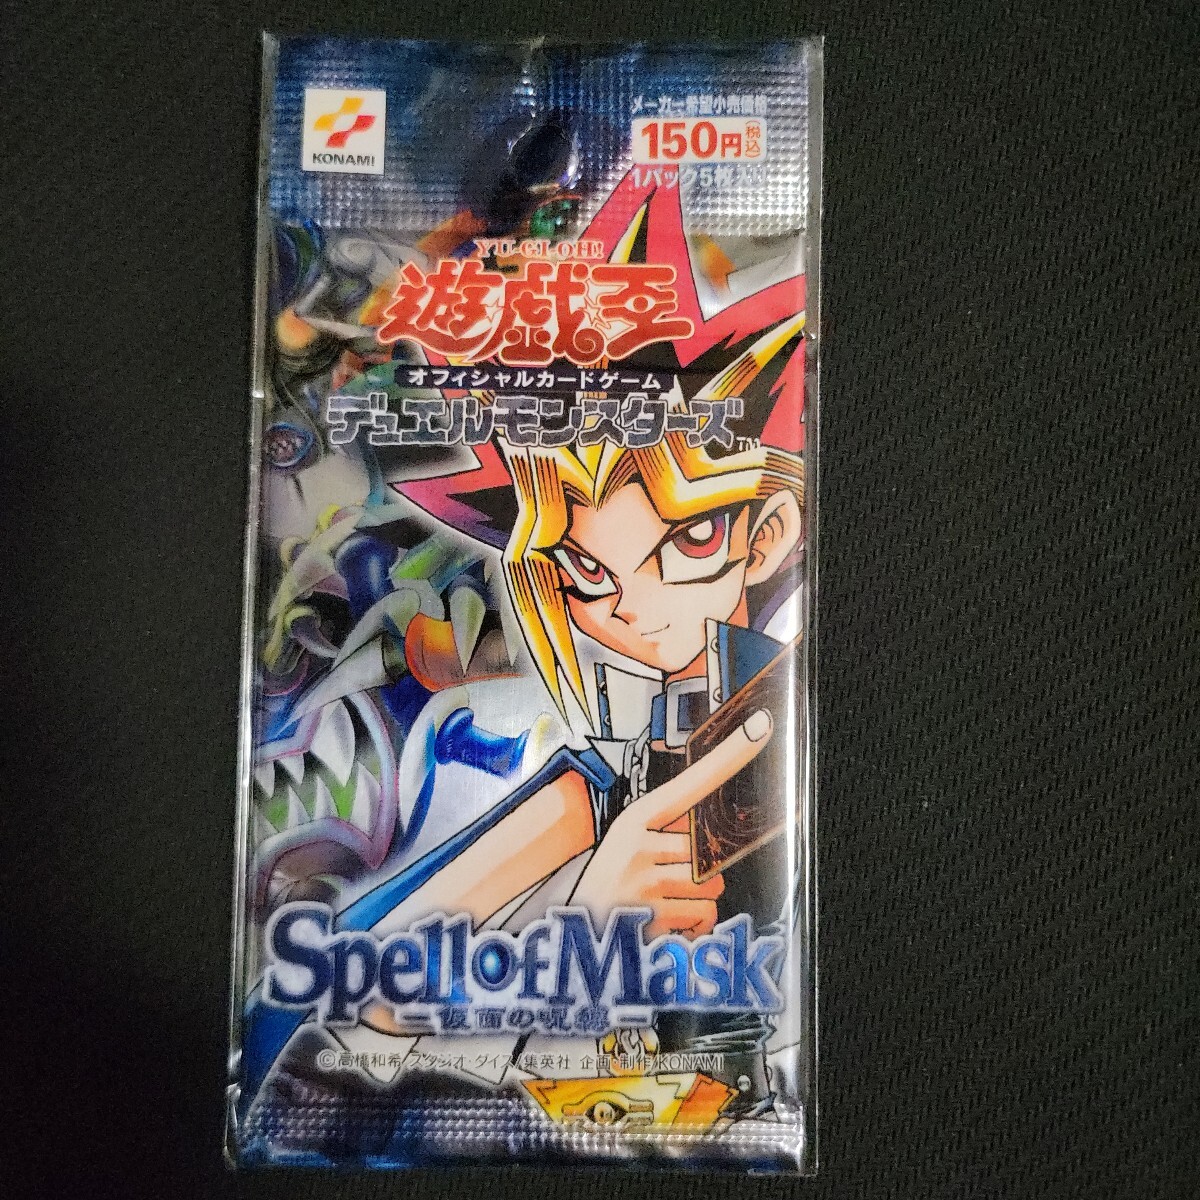 KONAMI
メーカー希望小売価格
150円(税込)
1パック5枚入り
YU-GI-OH!
遊☆戯☆王
オフィシャルカードゲーム
デュエルモンスターズ
TM
Spell of Mask
－仮面の呪縛－
©高橋和希/スタジオ・ダイス/集英社 企画・制作/KONAMI